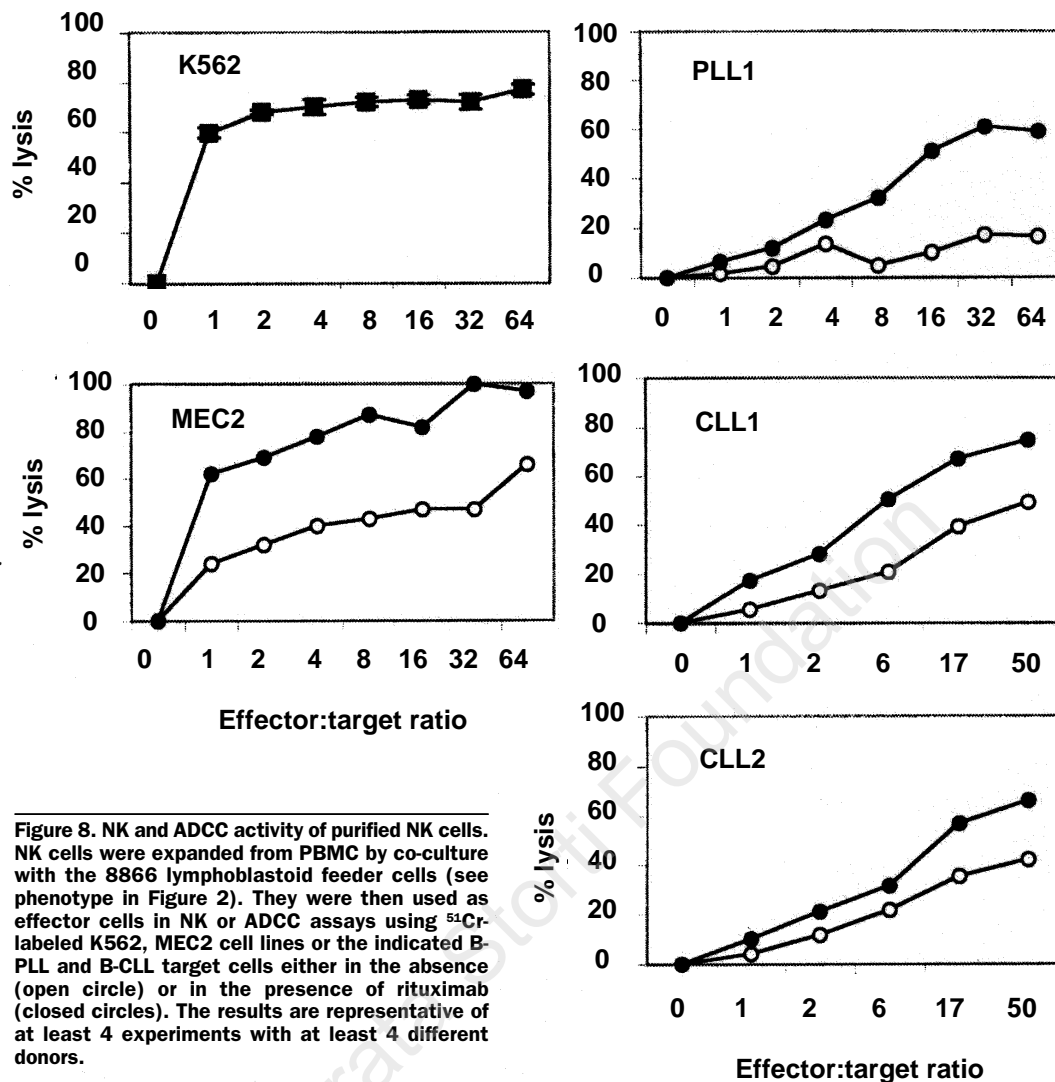 K562
% lysis
100
80
60
40
20
0
0 1 2 4 8 16 32 64
PLL1
100
80
60
40
20
0
0 1 2 4 8 16 32 64
MEC2
% lysis
100
80
60
40
20
0
0 1 2 4 8 16 32 64
Effector:target ratio
CLL1
100
80
60
40
20
0
0 1 2 6 17 50
CLL2
% lysis
100
80
60
40
20
0
0 1 2 6 17 50
Effector:target ratio
Figure 8. NK and ADCC activity of purified NK cells.
NK cells were expanded from PBMC by co-culture
with the 8866 lymphoblastoid feeder cells (see
phenotype in Figure 2). They were then used as
effector cells in NK or ADCC assays using ⁵¹Cr-
labeled K562, MEC2 cell lines or the indicated B-
PLL and B-CLL target cells either in the absence
(open circle) or in the presence of rituximab
(closed circles). The results are representative of
at least 4 experiments with at least 4 different
donors.
Storti Foundation